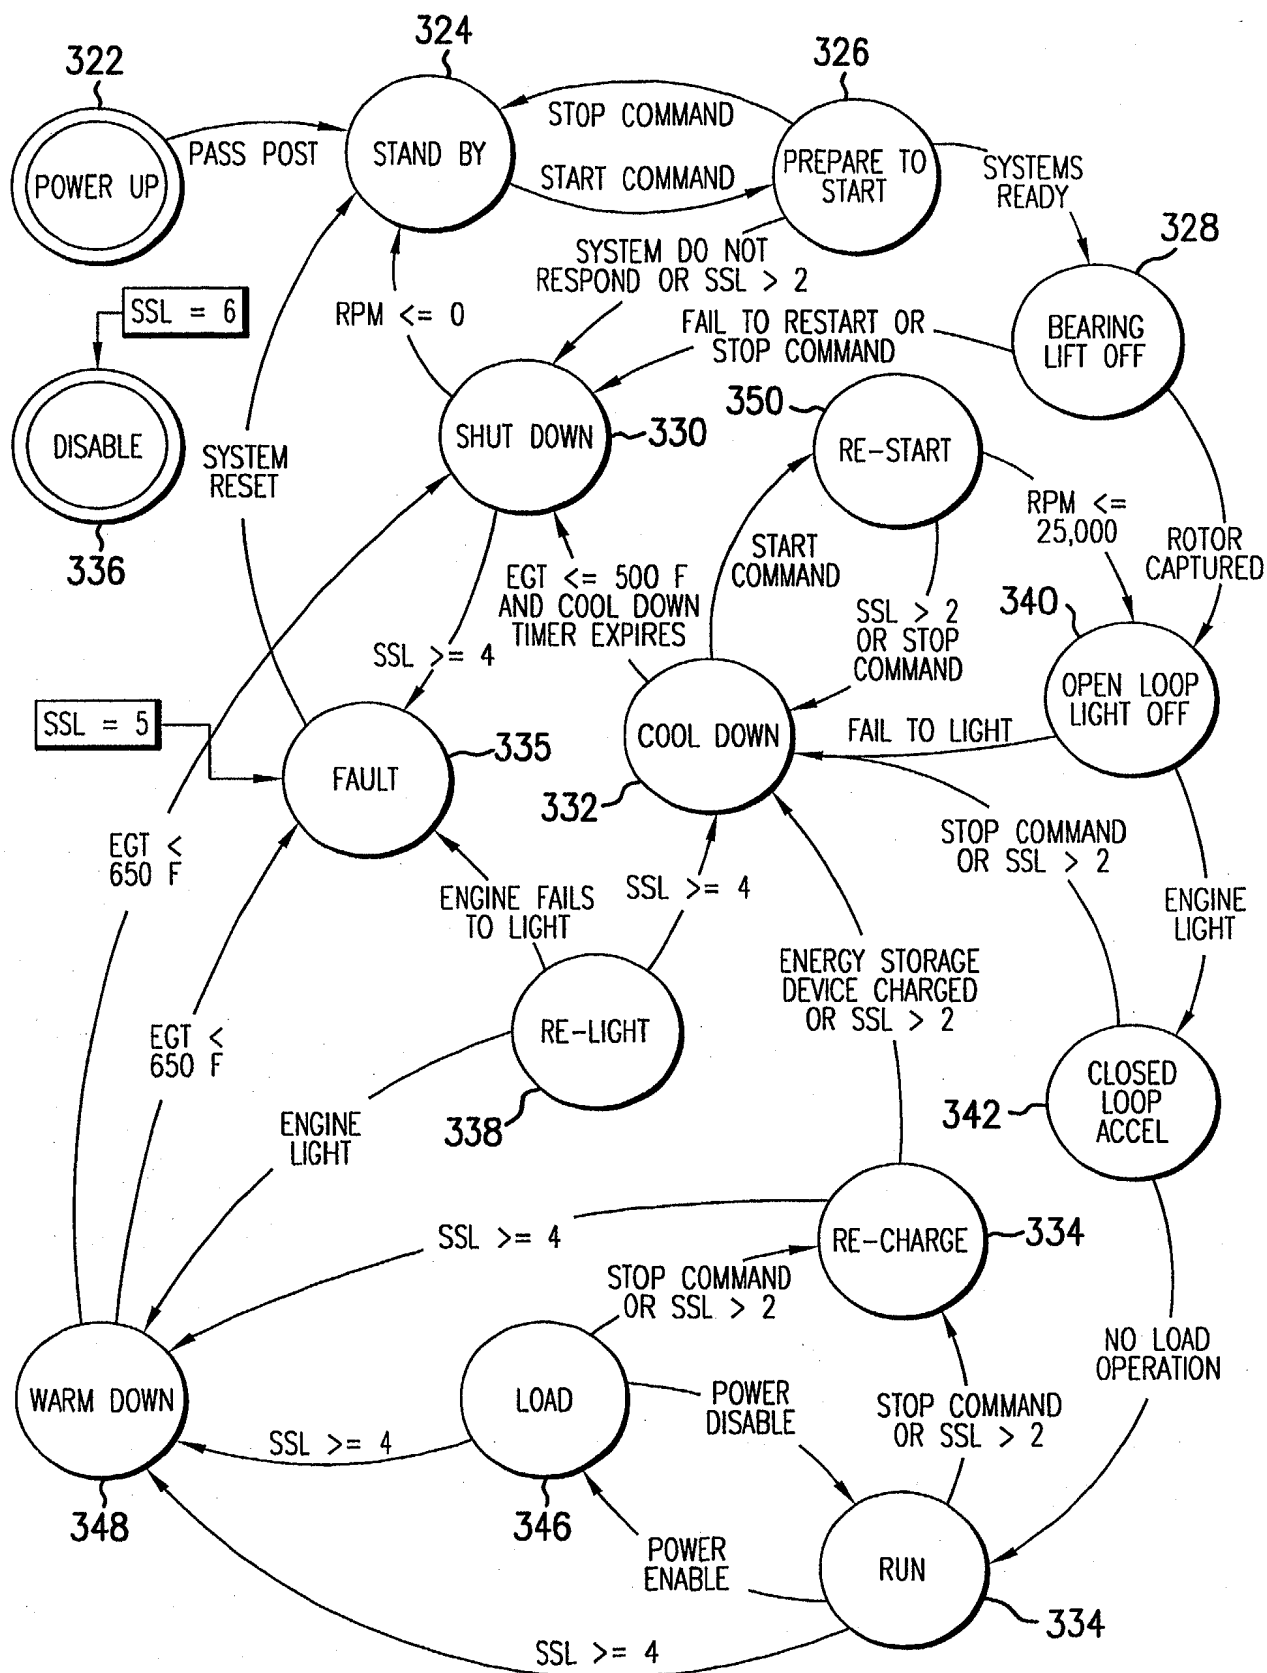 322
324
326
POWER UP
PASS POST
STAND BY
STOP COMMAND
START COMMAND
PREPARE TO
START
SYSTEMS
READY
328
SYSTEM DO NOT
RESPOND OR SSL > 2
SSL = 6
RPM <= 0
FAIL TO RESTART OR
STOP COMMAND
BEARING
LIFT OFF
350
DISABLE
336
SYSTEM
RESET
SHUT DOWN
330
RE-START
RPM <=
25,000
ROTOR
CAPTURED
START
COMMAND
EGT <= 500 F
AND COOL DOWN
TIMER EXPIRES
SSL > 2
OR STOP
COMMAND
340
SSL >= 4
OPEN LOOP
LIGHT OFF
SSL = 5
FAULT
335
COOL DOWN
332
FAIL TO LIGHT
EGT <
650 F
STOP COMMAND
OR SSL > 2
ENGINE FAILS
TO LIGHT
SSL >= 4
ENGINE
LIGHT
ENERGY STORAGE
DEVICE CHARGED
OR SSL > 2
EGT <
650 F
RE-LIGHT
338
CLOSED
LOOP
ACCEL
342
ENGINE
LIGHT
SSL >= 4
RE-CHARGE
334
STOP COMMAND
OR SSL > 2
NO LOAD
OPERATION
WARM DOWN
348
SSL >= 4
LOAD
346
POWER
DISABLE
STOP COMMAND
OR SSL > 2
POWER
ENABLE
RUN
334
SSL >= 4